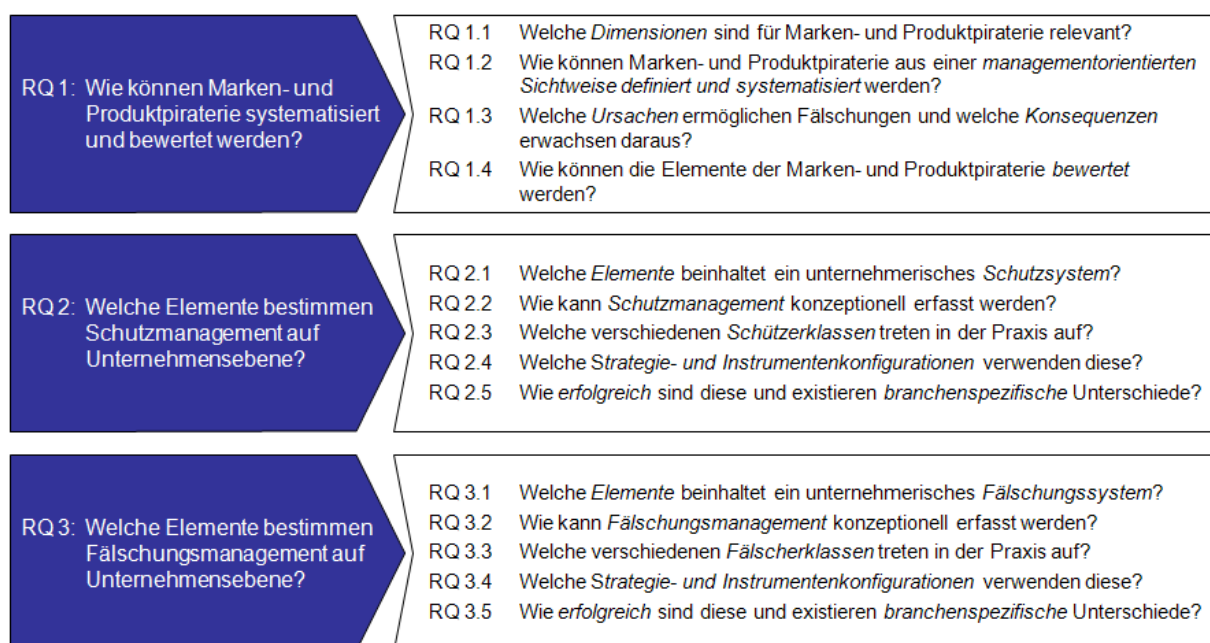 RQ 1: Wie können Marken- und
Produktpiraterie systematisiert
und bewertet werden?
RQ 1.1 Welche Dimensionen sind für Marken- und Produktpiraterie relevant?
RQ 1.2 Wie können Marken- und Produktpiraterie aus einer managementorientierten
Sichtweise definiert und systematisiert werden?
RQ 1.3 Welche Ursachen ermöglichen Fälschungen und welche Konsequenzen
erwachsen daraus?
RQ 1.4 Wie können die Elemente der Marken- und Produktpiraterie bewertet
werden?
RQ 2: Welche Elemente bestimmen
Schutzmanagement auf
Unternehmensebene?
RQ 2.1 Welche Elemente beinhaltet ein unternehmerisches Schutzsystem?
RQ 2.2 Wie kann Schutzmanagement konzeptionell erfasst werden?
RQ 2.3 Welche verschiedenen Schützerklassen treten in der Praxis auf?
RQ 2.4 Welche Strategie- und Instrumentenkonfigurationen verwenden diese?
RQ 2.5 Wie erfolgreich sind diese und existieren branchenspezifische Unterschiede?
RQ 3: Welche Elemente bestimmen
Fälschungsmanagement auf
Unternehmensebene?
RQ 3.1 Welche Elemente beinhaltet ein unternehmerisches Fälschungssystem?
RQ 3.2 Wie kann Fälschungsmanagement konzeptionell erfasst werden?
RQ 3.3 Welche verschiedenen Fälscherklassen treten in der Praxis auf?
RQ 3.4 Welche Strategie- und Instrumentenkonfigurationen verwenden diese?
RQ 3.5 Wie erfolgreich sind diese und existieren branchenspezifische Unterschiede?